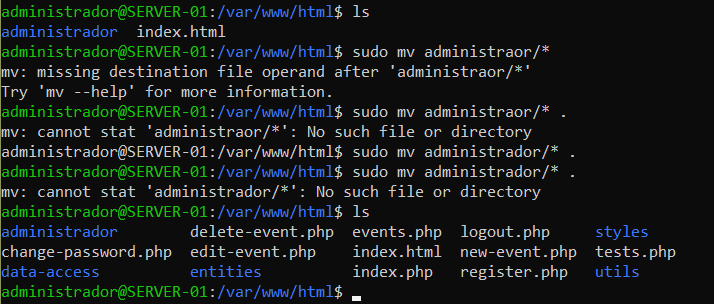 administrador@SERVER-01:/var/www/html$ ls
administrador  index.html
administrador@SERVER-01:/var/www/html$ sudo mv administraor/*
mv: missing destination file operand after 'administraor/*'
Try 'mv --help' for more information.
administrador@SERVER-01:/var/www/html$ sudo mv administraor/* .
mv: cannot stat 'administraor/*': No such file or directory
administrador@SERVER-01:/var/www/html$ sudo mv administrador/* .
administrador@SERVER-01:/var/www/html$ sudo mv administrador/* .
mv: cannot stat 'administrador/*': No such file or directory
administrador@SERVER-01:/var/www/html$ ls
administrador        delete-event.php  events.php  logout.php     styles
change-password.php  edit-event.php    index.html  new-event.php  tests.php
data-access          entities          index.php   register.php   utils
administrador@SERVER-01:/var/www/html$